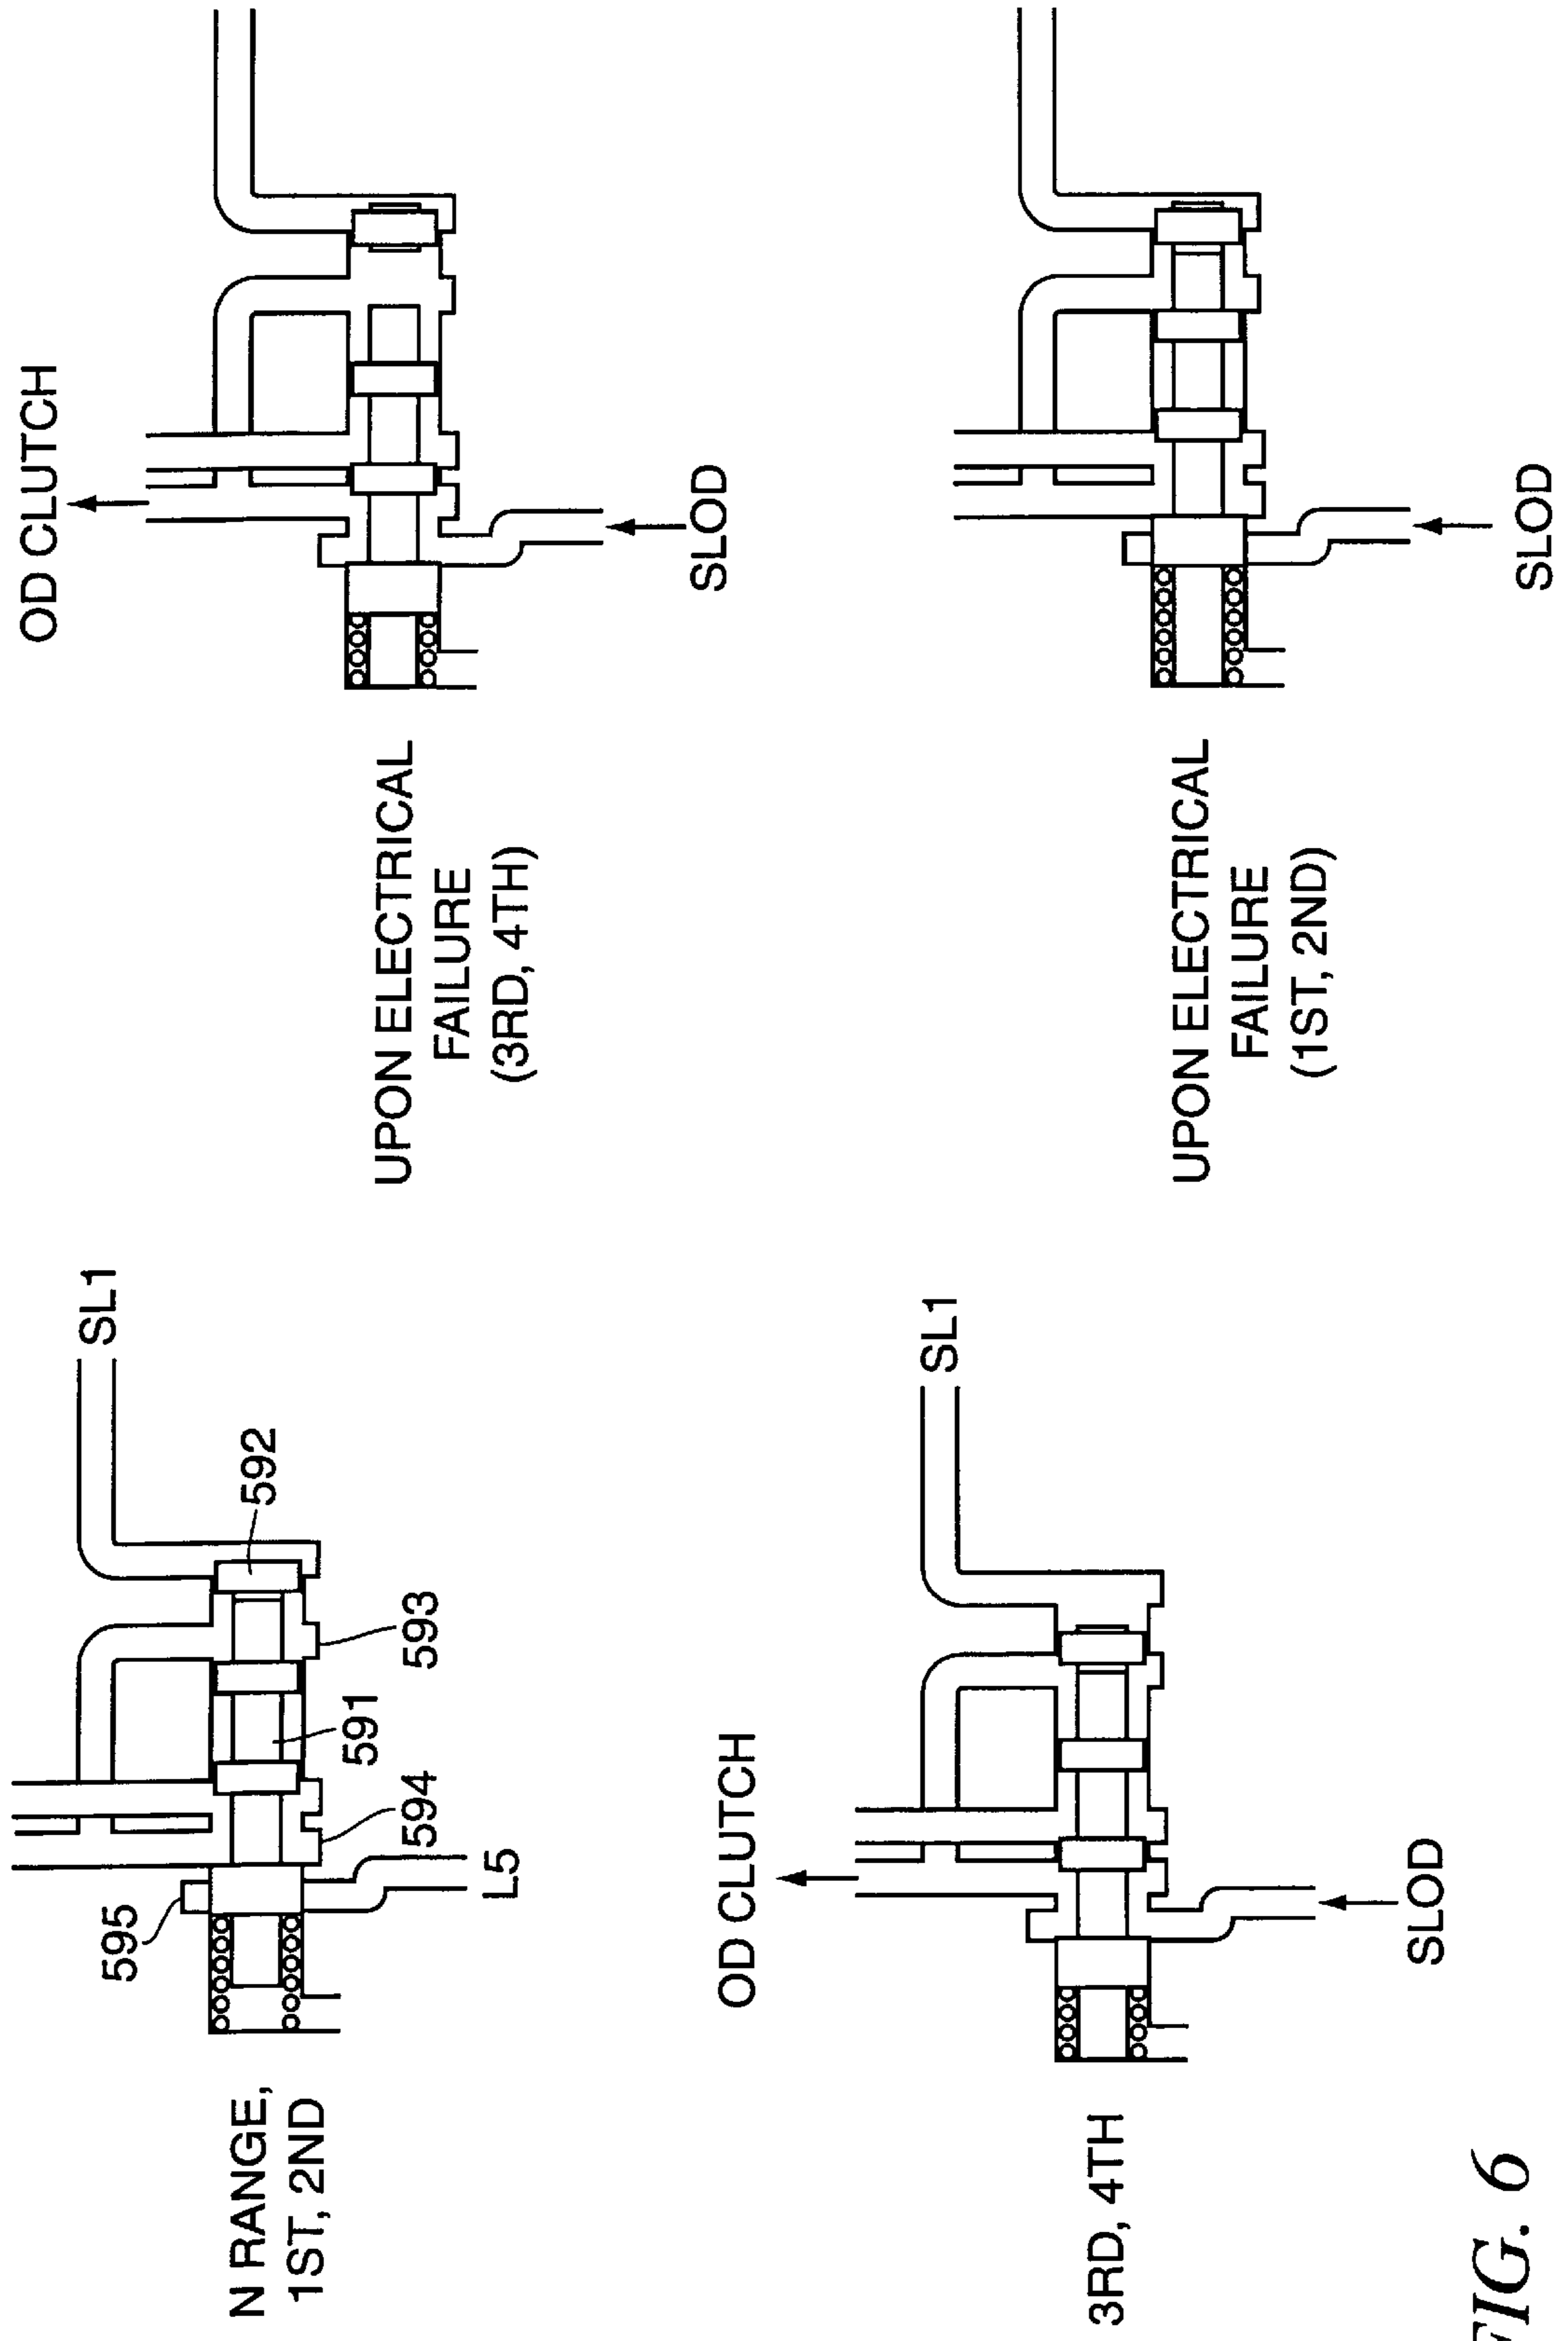 SL1
595
592
N RANGE,
1ST, 2ND
591
593
594
L5
OD CLUTCH
SL1
3RD, 4TH
SLOD
OD CLUTCH
UPON ELECTRICAL
FAILURE
(3RD, 4TH)
SLOD
UPON ELECTRICAL
FAILURE
(1ST, 2ND)
SLOD
FIG. 6